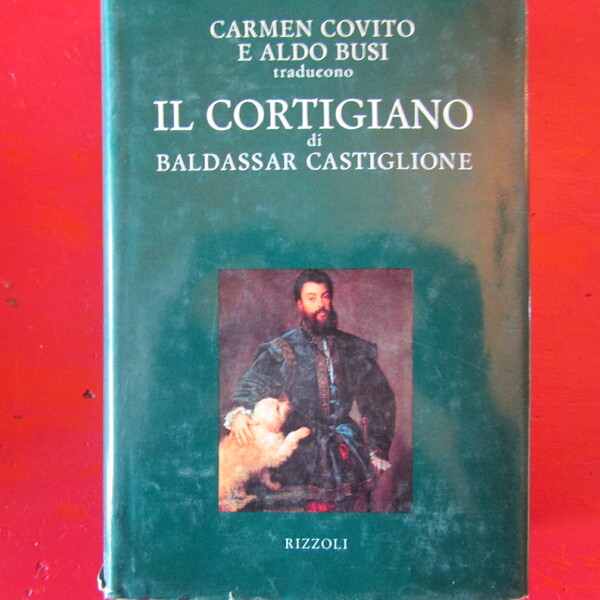 CARMEN COVITO
E ALDO BUSI
traducono
IL CORTIGIANO
di
BALDASSAR CASTIGLIONE
RIZZOLI